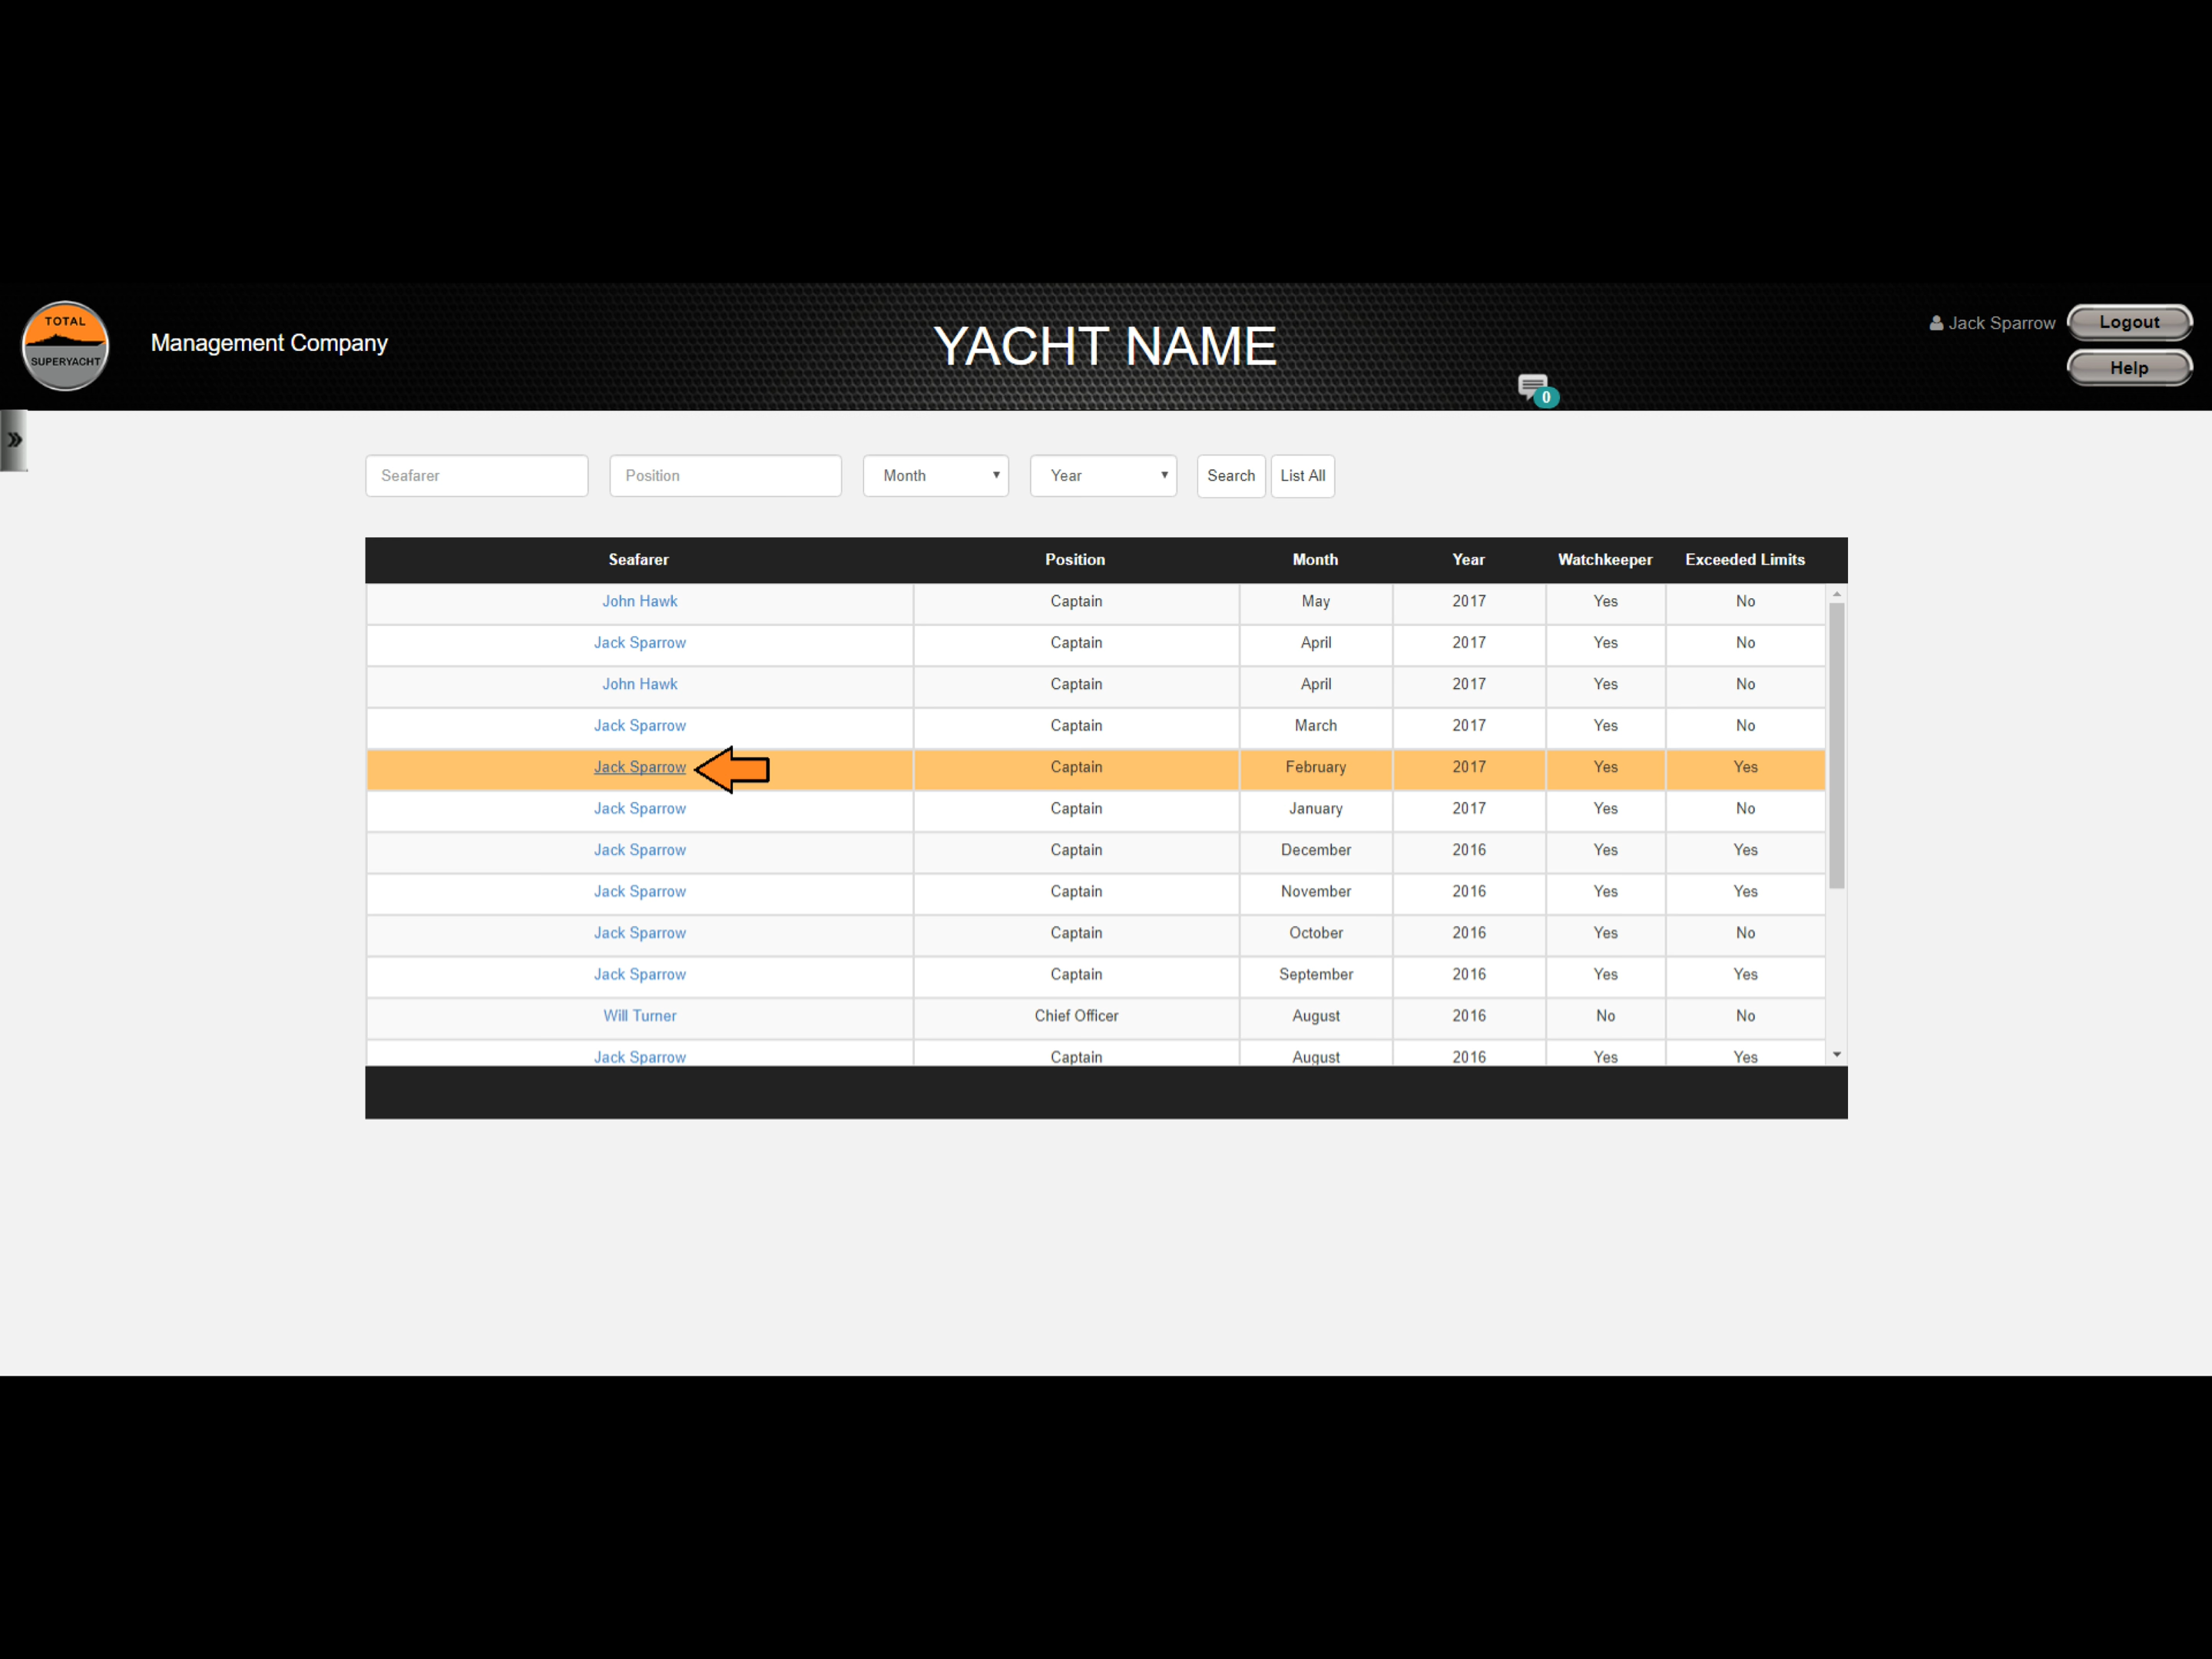 TOTAL
SUPERYACHT
Management Company
YACHT NAME
0
Jack Sparrow
Logout
Help
Seafarer Position Month Year Search List All
Seafarer Position Month Year Watchkeeper Exceeded Limits
John Hawk Captain May 2017 Yes No
Jack Sparrow Captain April 2017 Yes No
John Hawk Captain April 2017 Yes No
Jack Sparrow Captain March 2017 Yes No
Jack Sparrow Captain February 2017 Yes Yes
Jack Sparrow Captain January 2017 Yes No
Jack Sparrow Captain December 2016 Yes Yes
Jack Sparrow Captain November 2016 Yes Yes
Jack Sparrow Captain October 2016 Yes No
Jack Sparrow Captain September 2016 Yes Yes
Will Turner Chief Officer August 2016 No No
Jack Sparrow Captain August 2016 Yes Yes